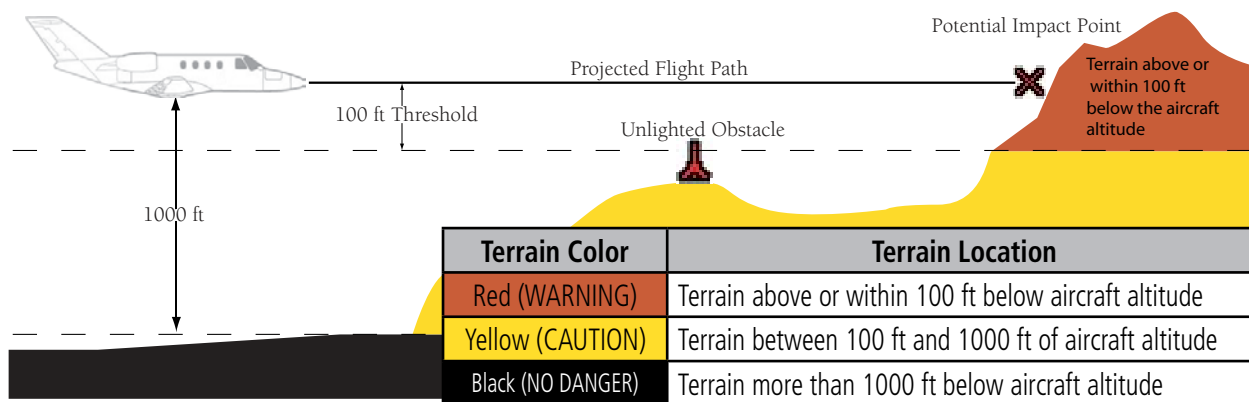 Potential Impact Point
Projected Flight Path
Terrain above or
within 100 ft
below the aircraft
altitude
100 ft Threshold
Unlighted Obstacle
1000 ft
Terrain Color Terrain Location
Red (WARNING) Terrain above or within 100 ft below aircraft altitude
Yellow (CAUTION) Terrain between 100 ft and 1000 ft of aircraft altitude
Black (NO DANGER) Terrain more than 1000 ft below aircraft altitude